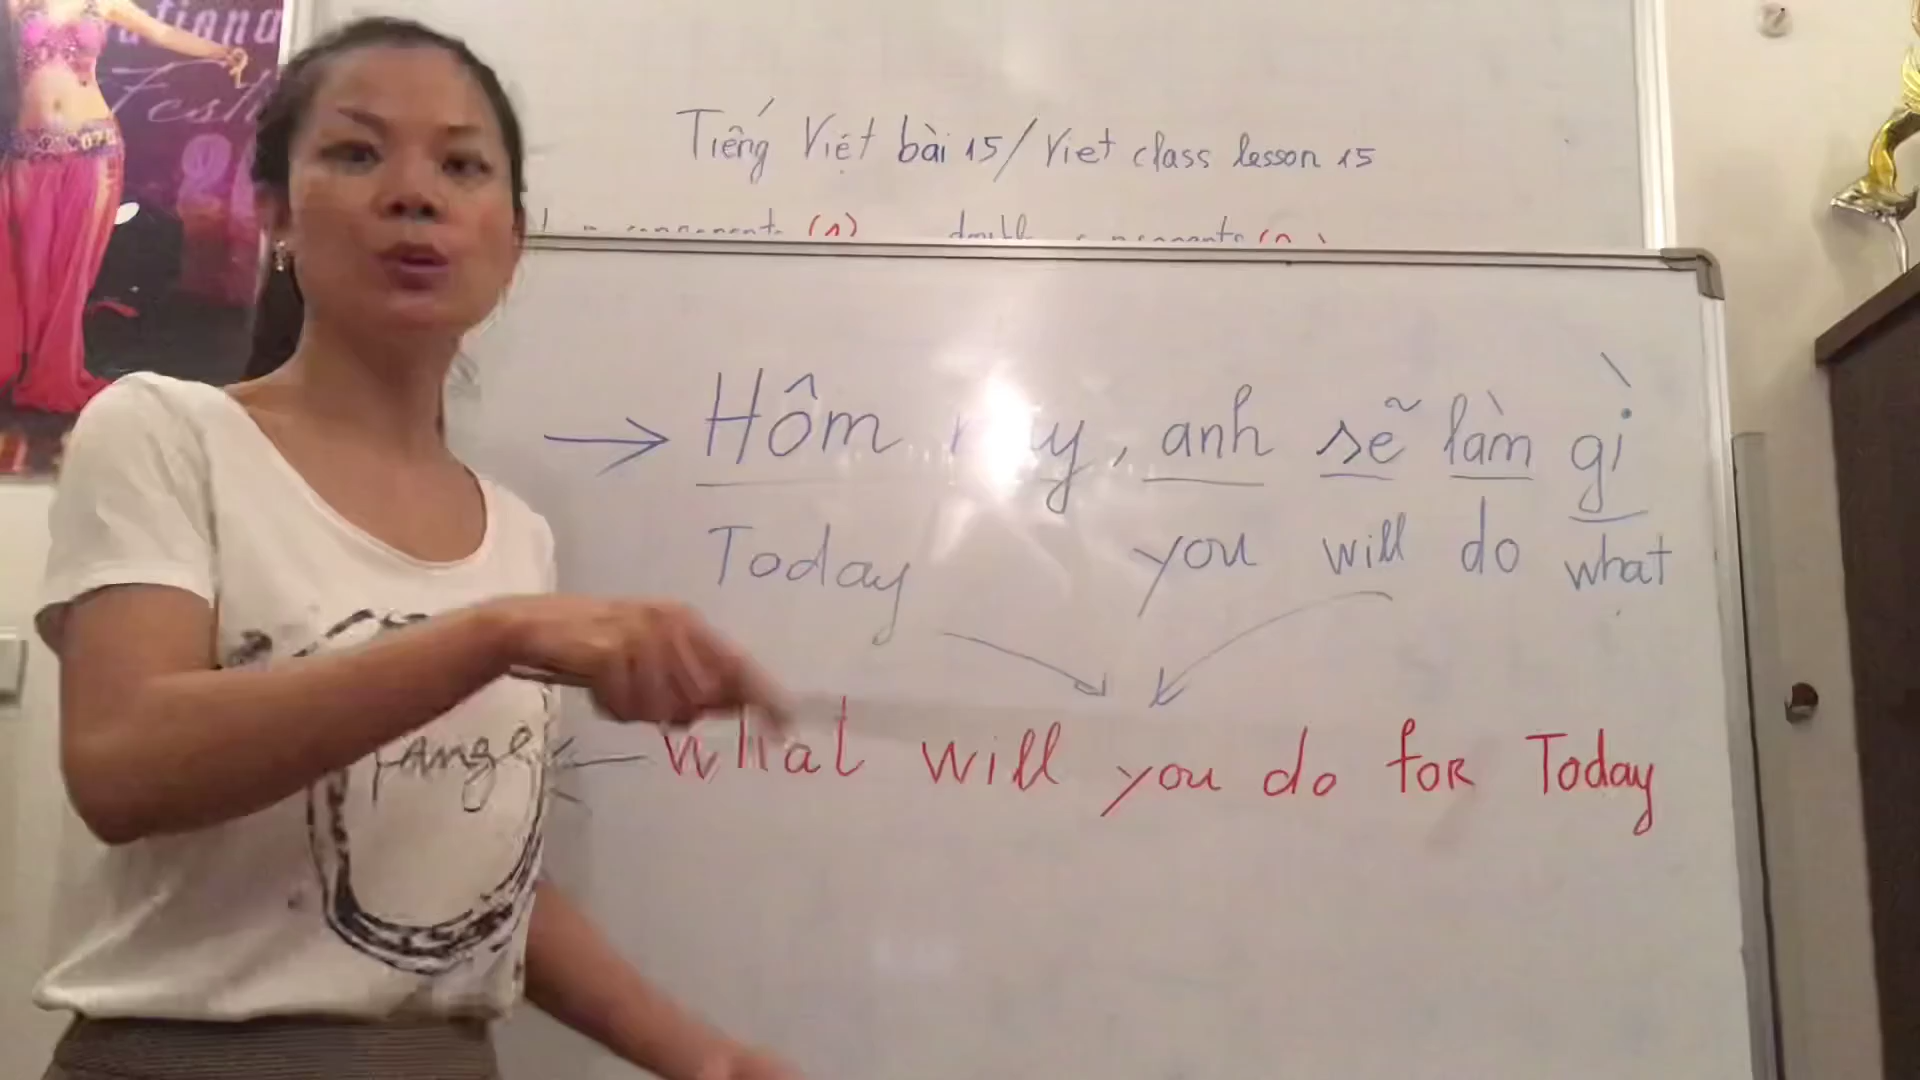 Tiếng Việt bài 15/ Viet class lesson 15
(n)
→ Hôm nay, anh sẽ làm gì
Today you will do what
What will you do for Today